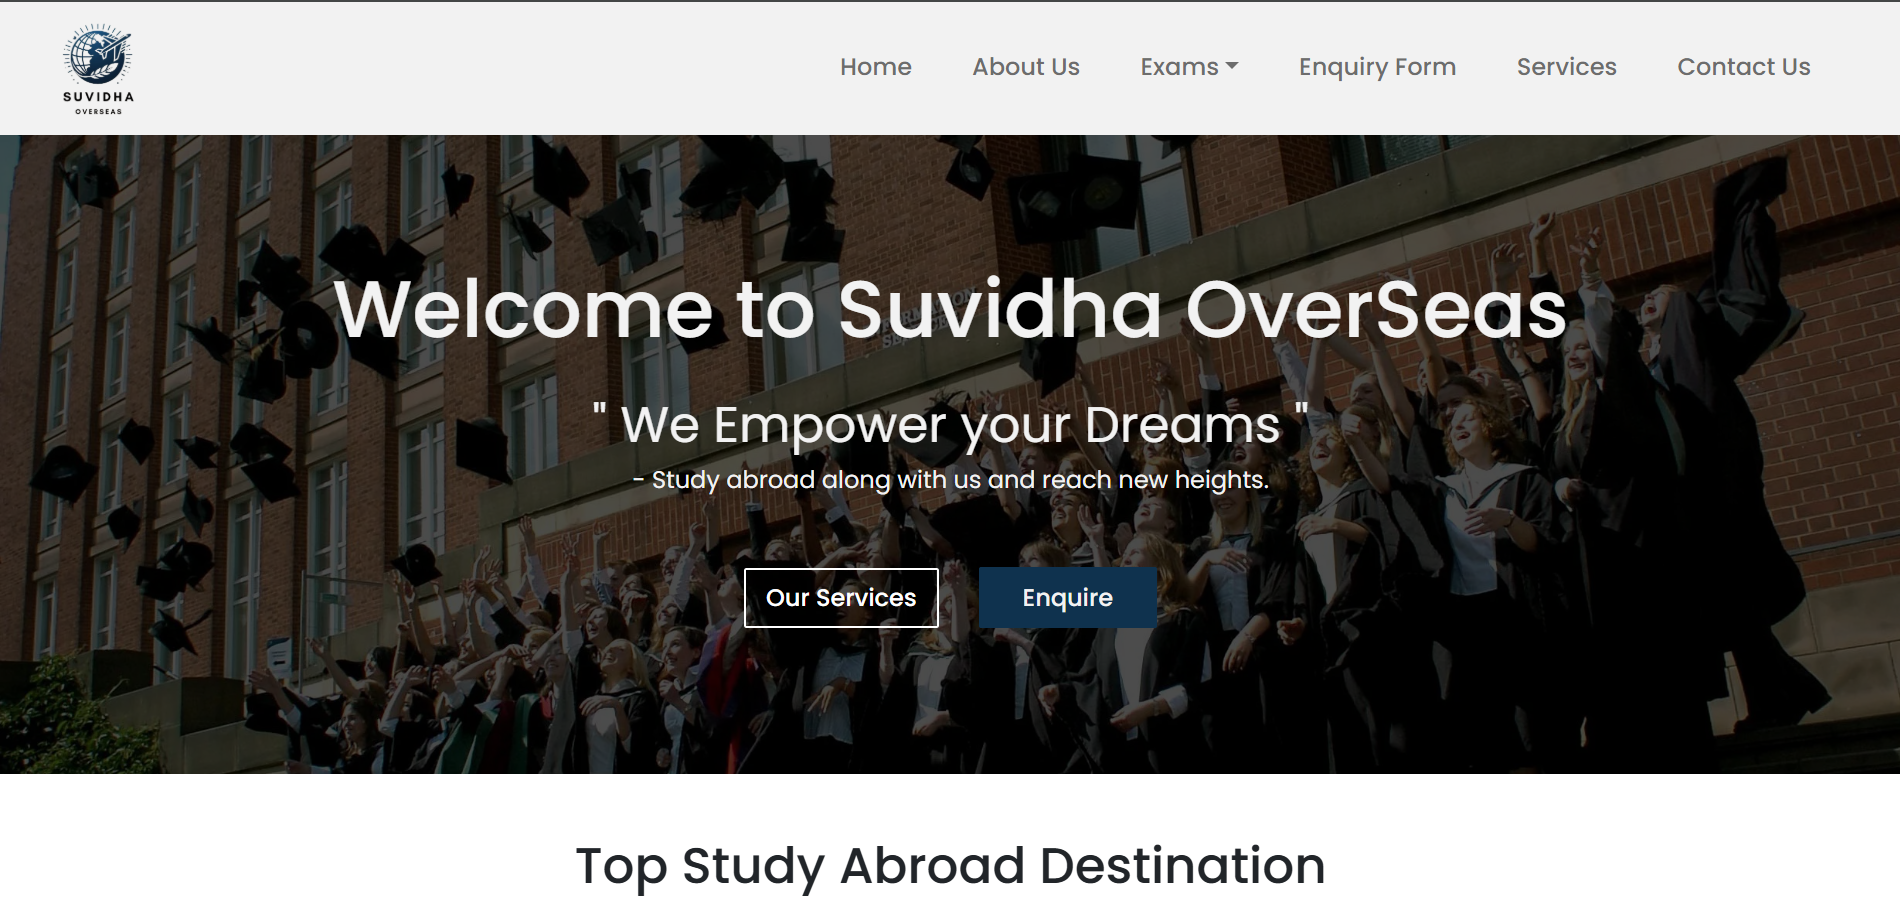 SUVIDHA
OVERSEAS
Home About Us Exams Enquiry Form Services Contact Us
Welcome to Suvidha OverSeas
" We Empower your Dreams "
- Study abroad along with us and reach new heights.
Our Services Enquire
Top Study Abroad Destination